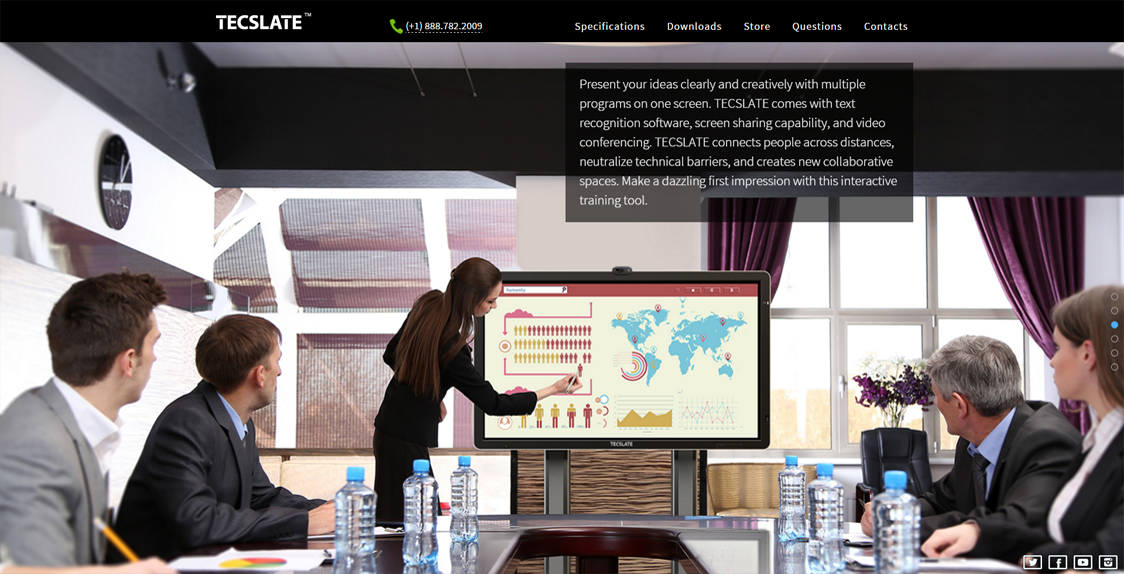 TECSLATE™
(+1) 888.782.2009
Specifications Downloads Store Questions Contacts
Present your ideas clearly and creatively with multiple
programs on one screen. TECSLATE comes with text
recognition software, screen sharing capability, and video
conferencing. TECSLATE connects people across distances,
neutralize technical barriers, and creates new collaborative
spaces. Make a dazzling first impression with this interactive
training tool.
humanity
TECSLATE